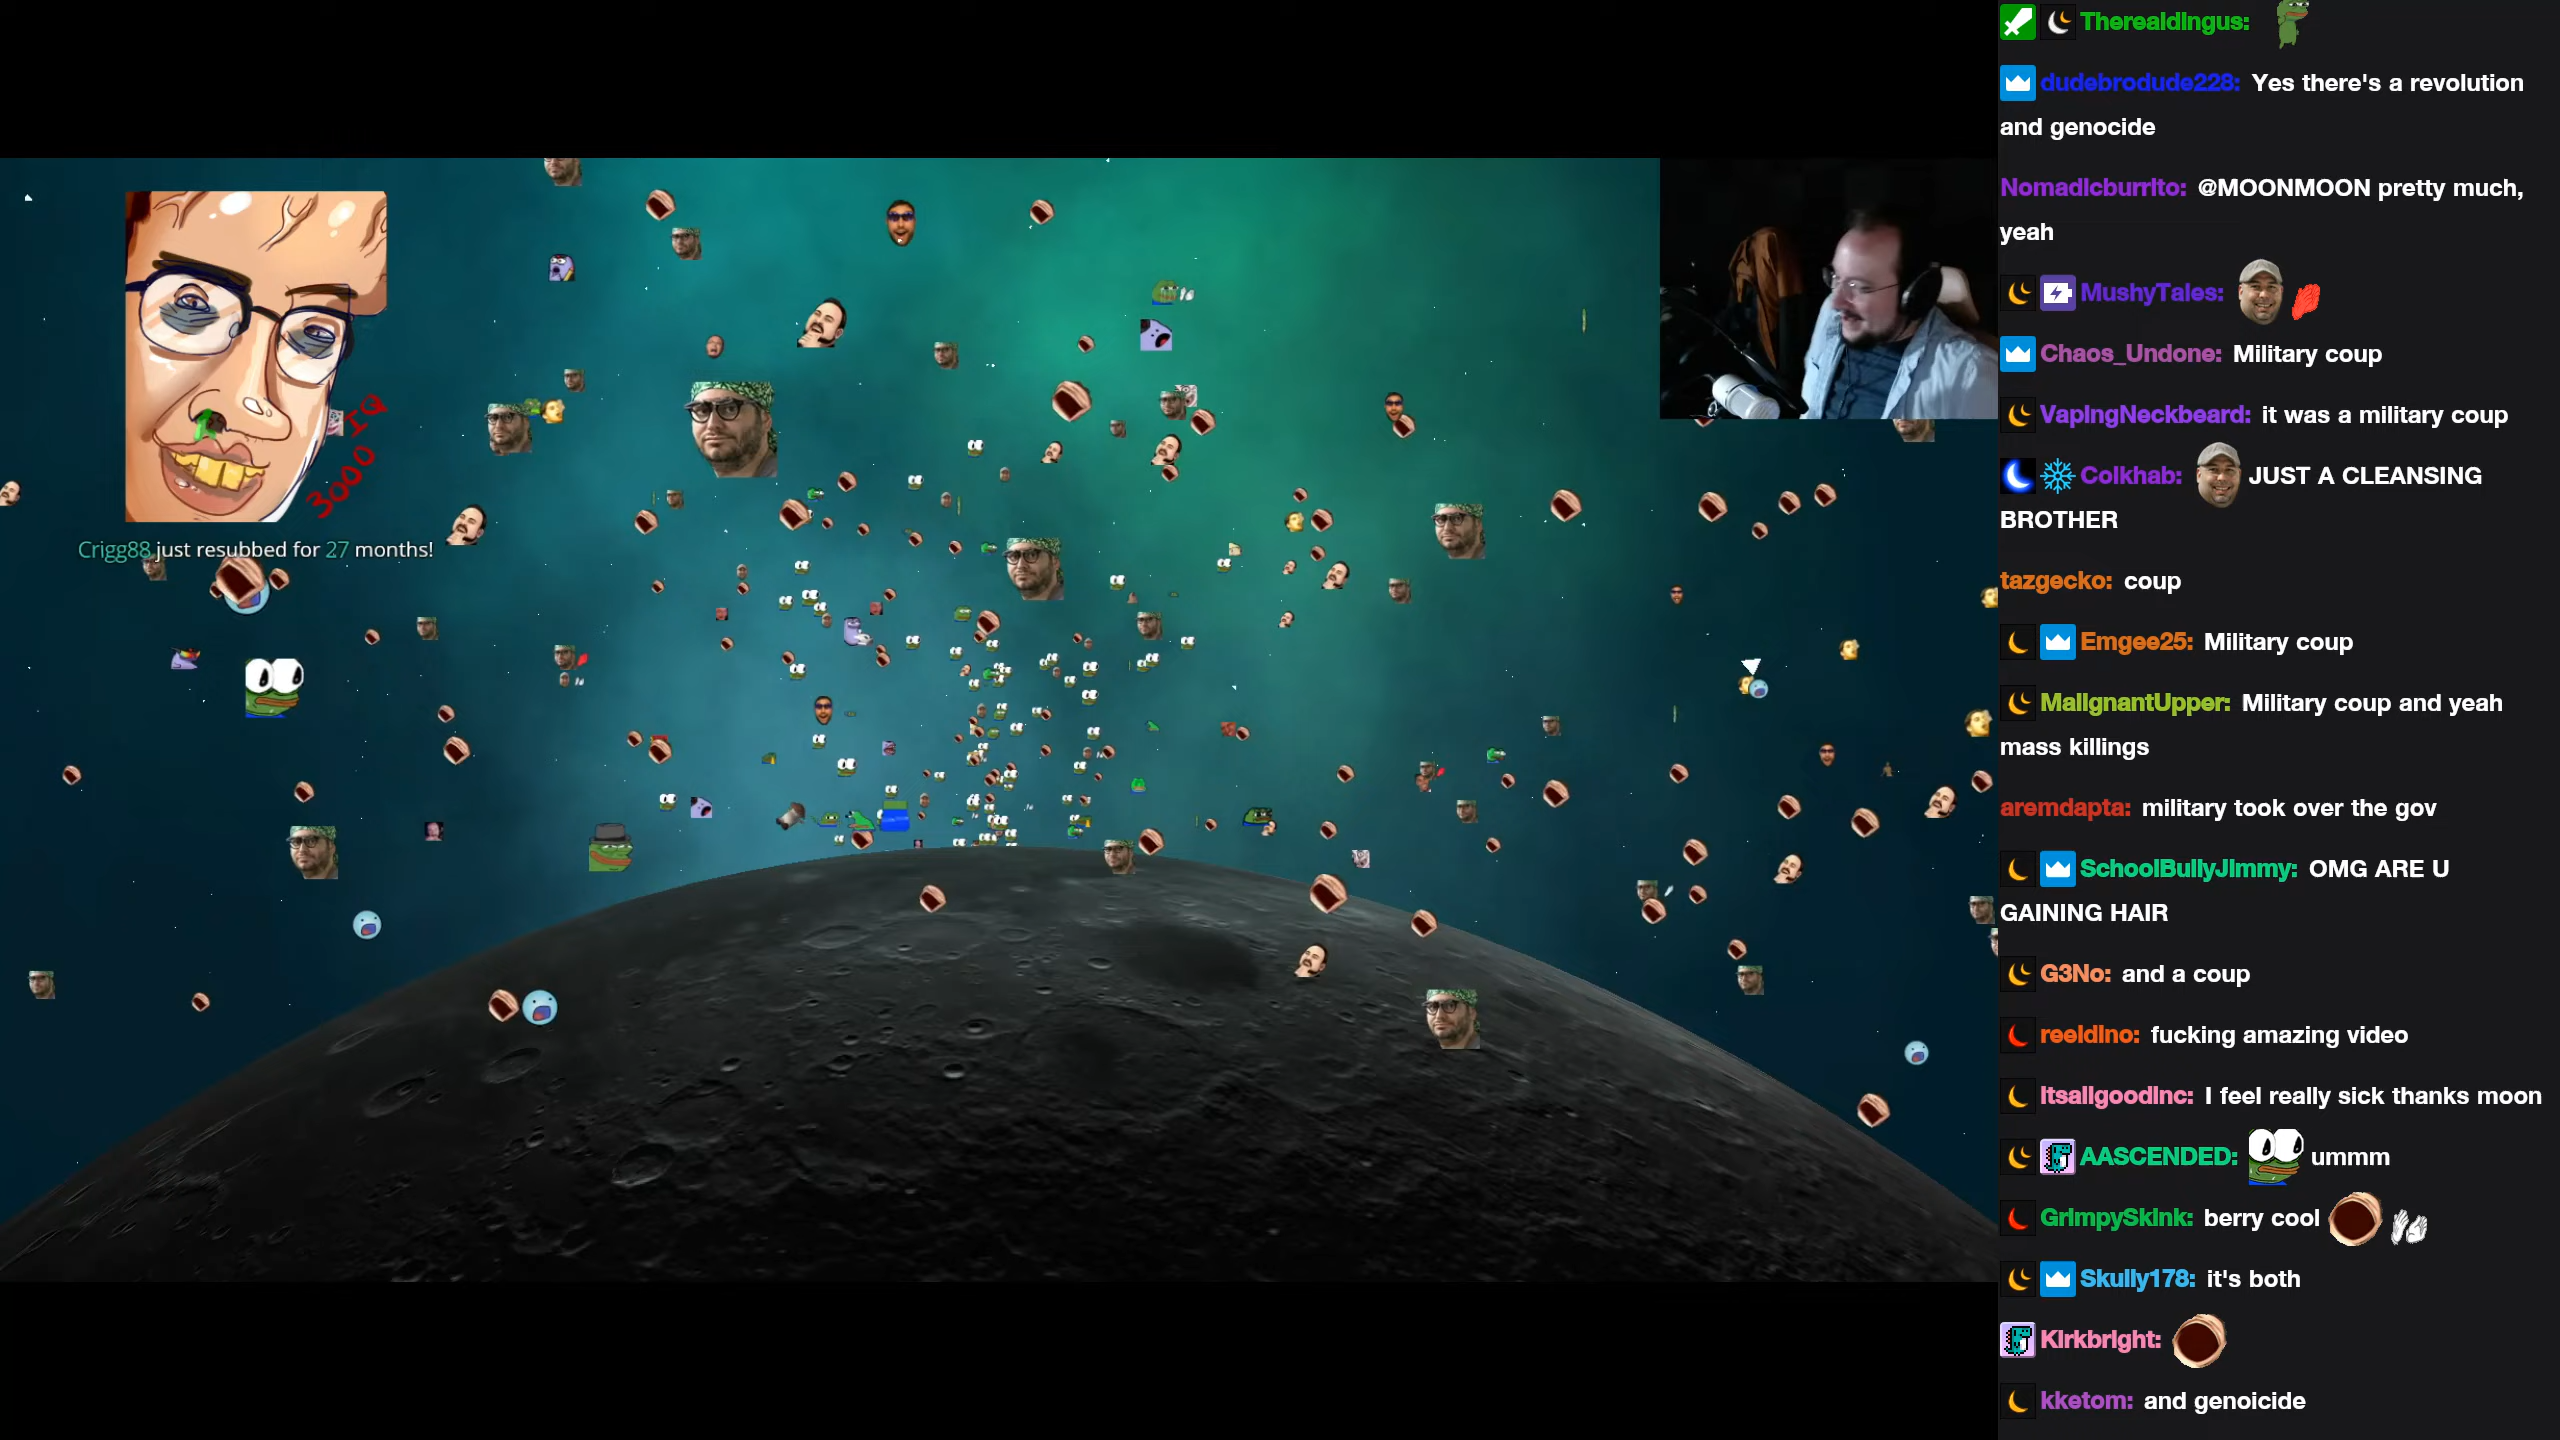 3000 IQ
Crigg88 just resubbed for 27 months!
Therealdingus:
dudebrodude228: Yes there's a revolution
and genocide
Nomadicburrito: @MOONMOON pretty much,
yeah
MushyTales:
Chaos_Undone: Military coup
VapingNeckbeard: it was a military coup
Colkhab: JUST A CLEANSING
BROTHER
tazgecko: coup
Emgee25: Military coup
MalignantUpper: Military coup and yeah
mass killings
aremdapta: military took over the gov
SchoolBullyJimmy: OMG ARE U
GAINING HAIR
G3No: and a coup
reeldino: fucking amazing video
Itsallgoodinc: I feel really sick thanks moon
AASCENDED: ummm
GrimpySkink: berry cool
Skully178: it's both
Kirkbright:
kketom: and genoicide